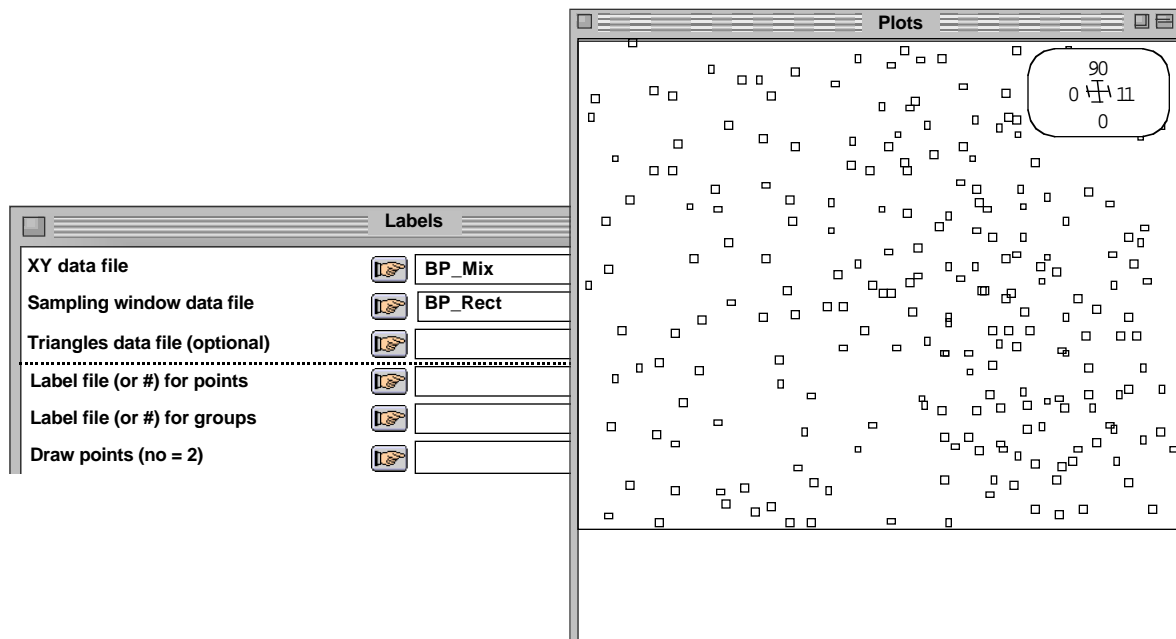 Plots
90
0 11
0
Labels
XY data file BP_Mix
Sampling window data file BP_Rect
Triangles data file (optional)
Label file (or #) for points
Label file (or #) for groups
Draw points (no = 2)